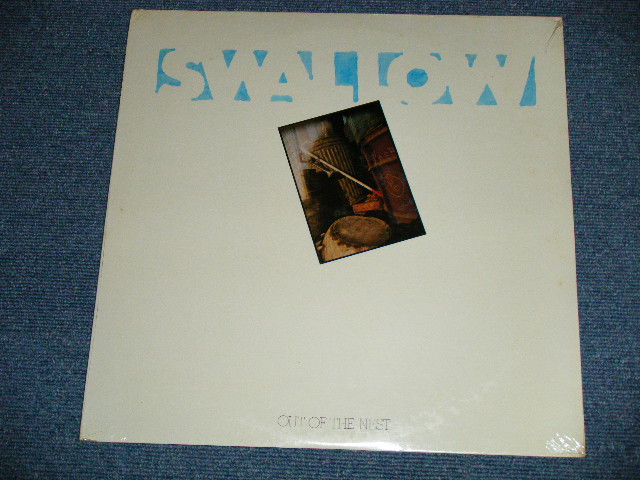 SWALLOW
OUT OF THE NEST